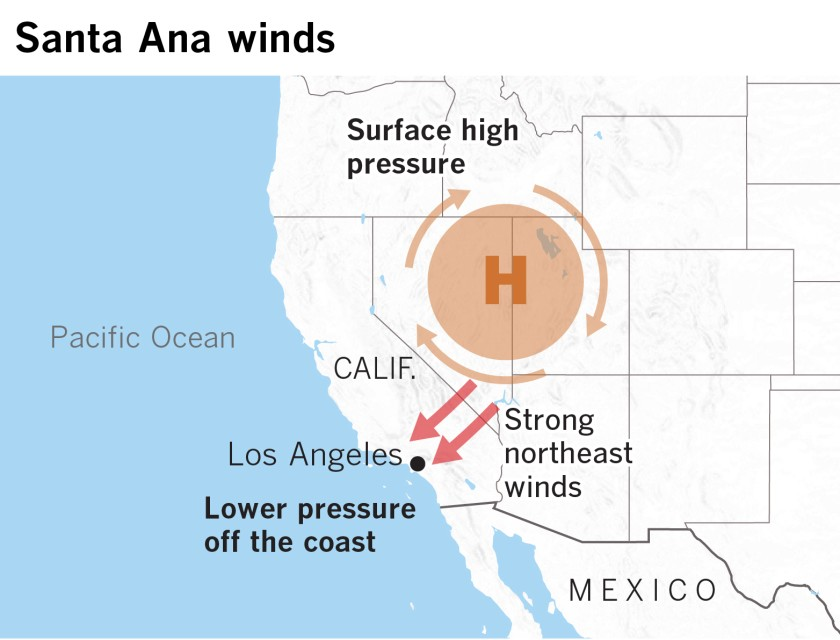 Santa Ana winds
Surface high
pressure
H
Pacific Ocean
CALIF.
Strong
northeast
winds
Los Angeles
Lower pressure
off the coast
MEXICO